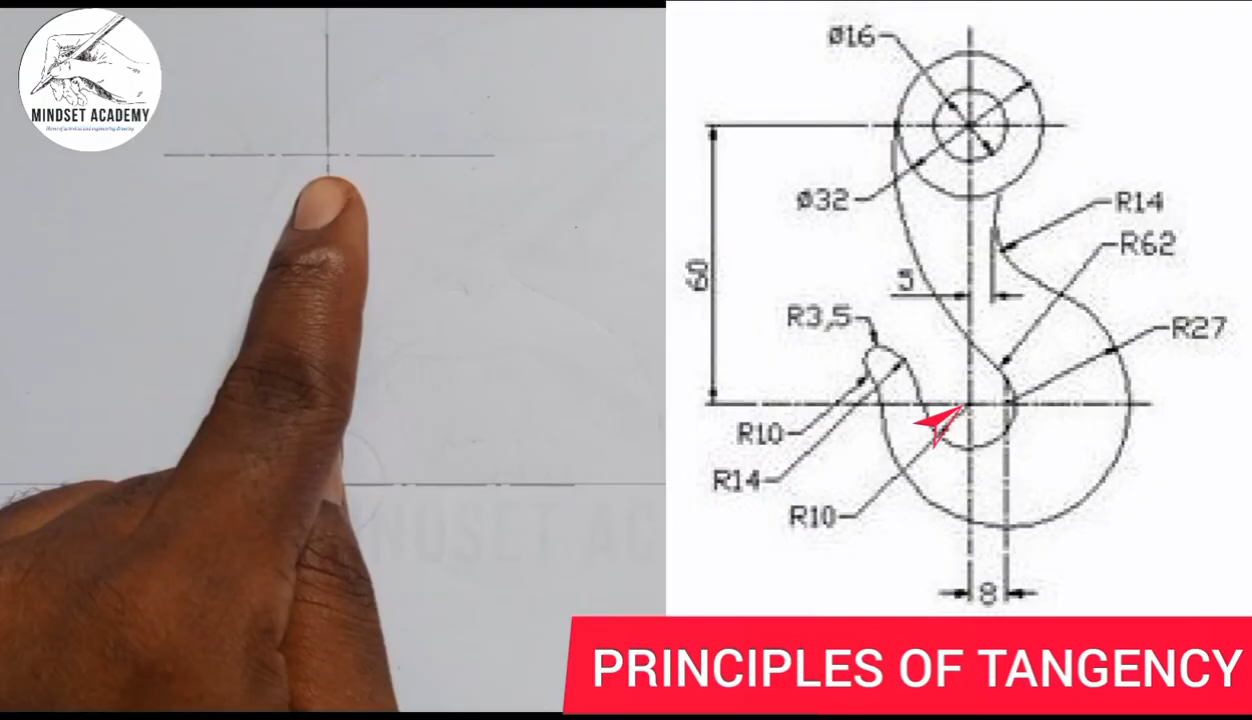 MINDSET ACADEMY
Ø16
Ø32
R14
R62
60
5
R3,5
R27
R10
R14
R10
8
PRINCIPLES OF TANGENCY